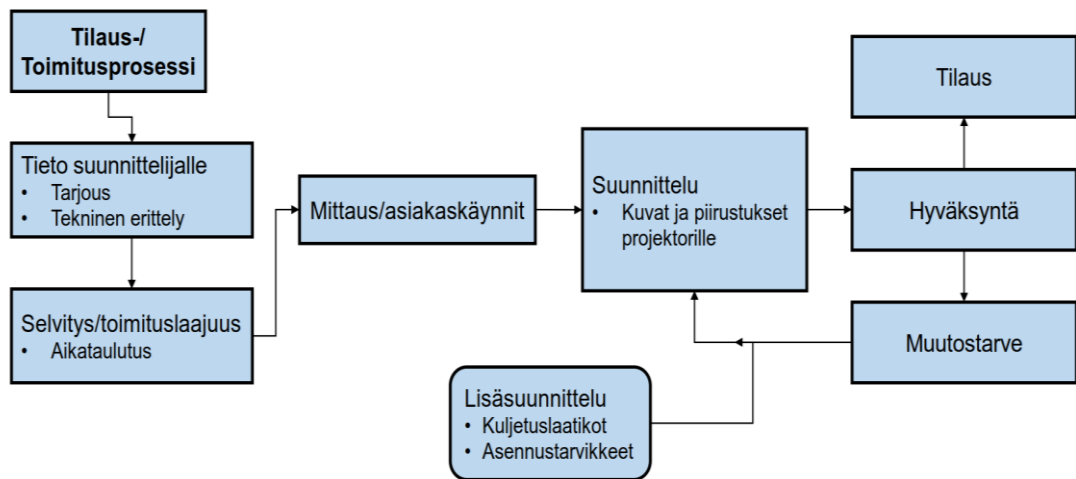 Tilaus-/
Toimitusprosessi
Tieto suunnittelijalle
• Tarjous
• Tekninen erittely
Selvitys/toimituslaajuus
• Aikataulutus
Mittaus/asiakaskäynnit
Suunnittelu
• Kuvat ja piirustukset
projektorille
Lisäsuunnittelu
• Kuljetuslaatikot
• Asennustarvikkeet
Tilaus
Hyväksyntä
Muutostarve